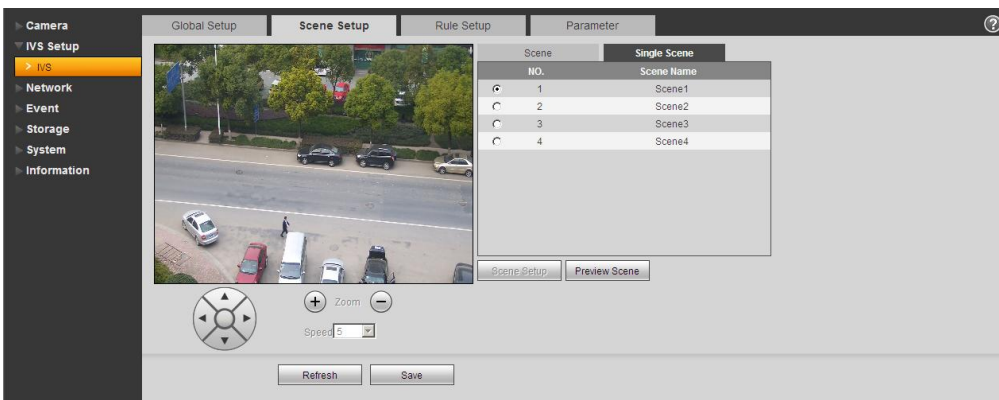 Camera
IVS Setup
> IVS
Network
Event
Storage
System
Information
Global Setup
Scene Setup
Rule Setup
Parameter
?
Scene
Single Scene
NO. Scene Name
1 Scene1
2 Scene2
3 Scene3
4 Scene4
Scene Setup
Preview Scene
+ Zoom −
Speed 5
Refresh
Save